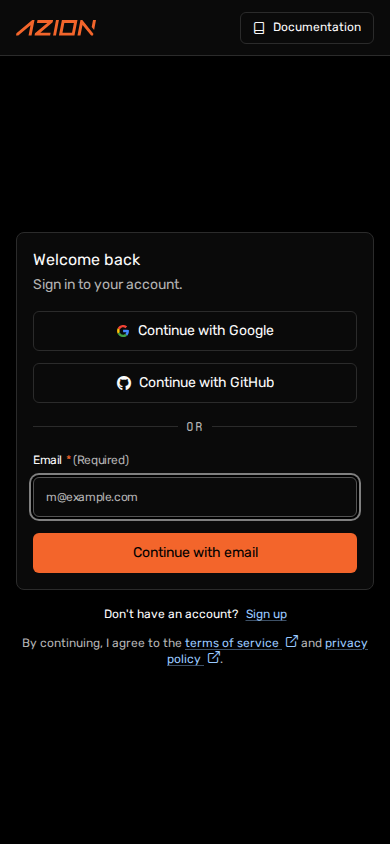 AZION
Documentation
Welcome back
Sign in to your account.
Continue with Google
Continue with GitHub
OR
Email *(Required)
m@example.com
Continue with email
Don't have an account? Sign up
By continuing, I agree to the terms of service and privacy
policy .